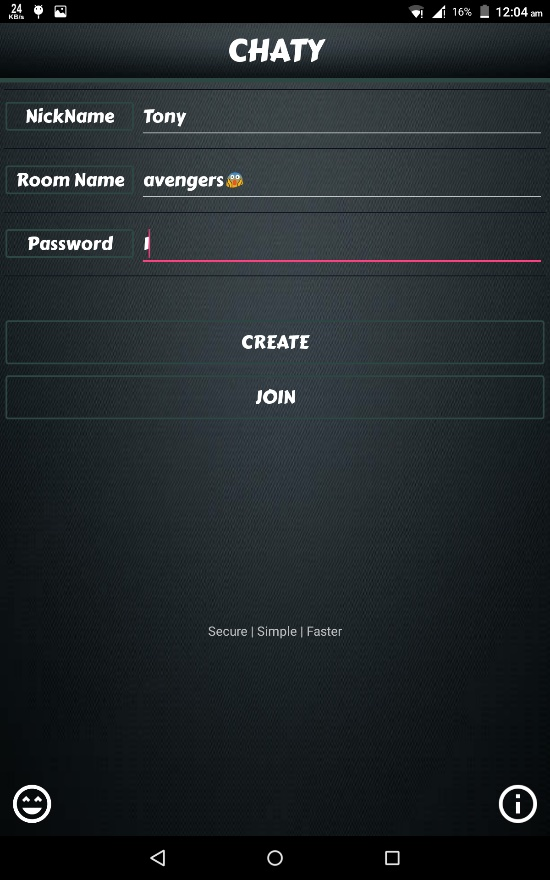 24
KB/s
16%
12:04 am
CHATY
NickName
Tony
Room Name
avengers😱
Password
CREATE
JOIN
Secure | Simple | Faster